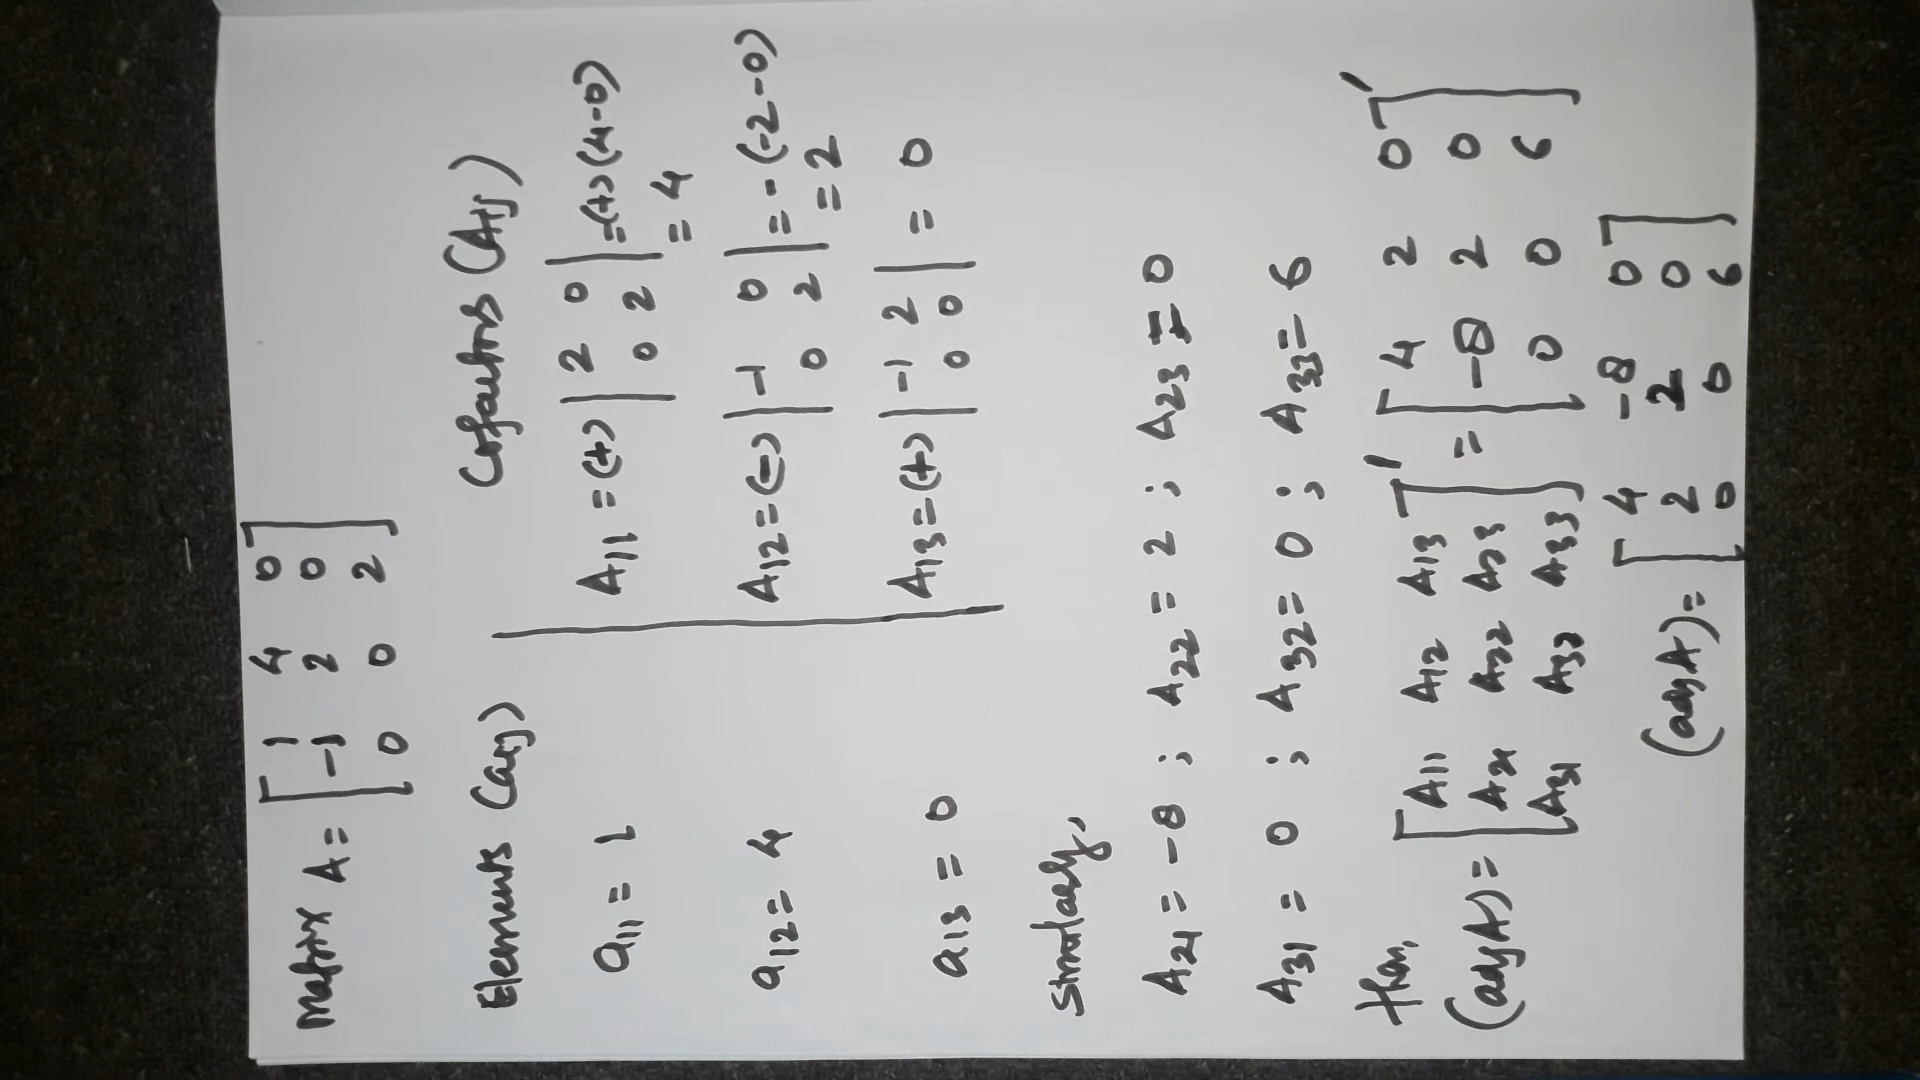 Matrix A = [1 4 0
-1 2 0
0 0 2]
Elements (aij) Cofactors (Aij)
a11 = 1 A11 = (+) |2 0 = (+)(4-0)
0 2| = 4
a12 = 4 A12 = (-) |-1 0 = -(-2-0)
0 2| = 2
a13 = 0 A13 = (+) |-1 2 = 0
0 0|
Similarly,
A21 = -8 ; A22 = 2 ; A23 = 0
A31 = 0 ; A32 = 0 ; A33 = 6
then,
(adjA) = [A11 A12 A13 ]' = [4 2 0 ]'
A21 A22 A23 -8 2 0
A31 A32 A33 0 0 6
(adjA) = [4 -8 0
2 2 0
0 0 6]